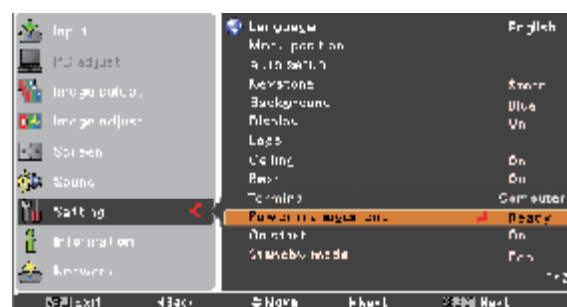 Input
PC adjust
Image select
Image adjust
Screen
Sound
Setting
Information
Network
Language English
Menu position
Auto setup
Keystone Store
Background Blue
Display On
Logo
Ceiling On
Rear On
Terminal Computer
Power management Ready
On start On
Standby mode Eco
Exit Back Move Next Next